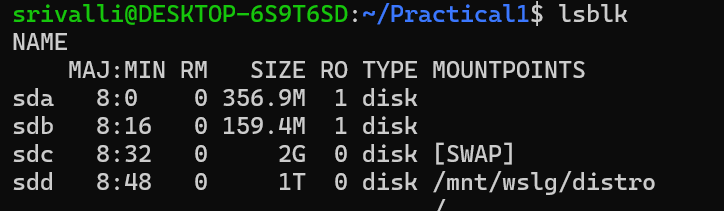 srivalli@DESKTOP-6S9T6SD:~/Practical1$ lsblk
NAME
    MAJ:MIN RM   SIZE RO TYPE MOUNTPOINTS
sda   8:0    0 356.9M  1 disk
sdb   8:16   0 159.4M  1 disk
sdc   8:32   0     2G  0 disk [SWAP]
sdd   8:48   0     1T  0 disk /mnt/wslg/distro
                              /